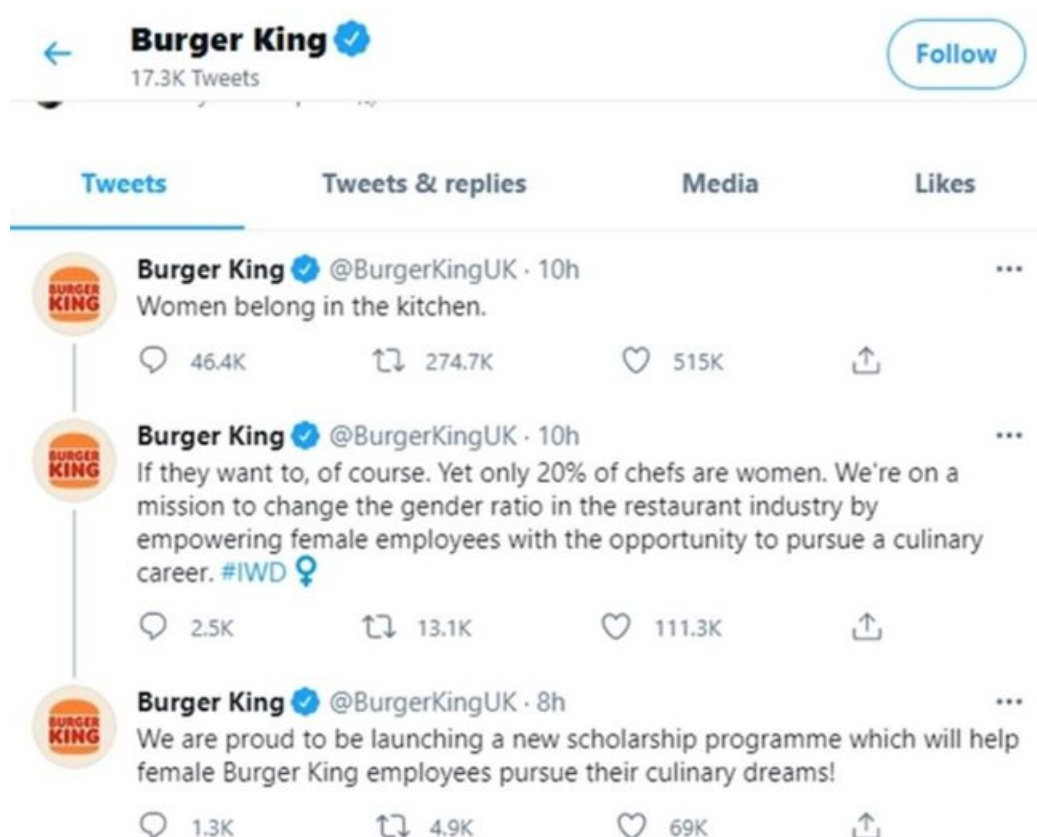 Burger King
Follow
17.3K Tweets
Tweets Tweets & replies Media Likes
BURGER KING
Burger King @BurgerKingUK · 10h
Women belong in the kitchen.
46.4K 274.7K 515K
BURGER KING
Burger King @BurgerKingUK · 10h
If they want to, of course. Yet only 20% of chefs are women. We're on a
mission to change the gender ratio in the restaurant industry by
empowering female employees with the opportunity to pursue a culinary
career. #IWD
2.5K 13.1K 111.3K
BURGER KING
Burger King @BurgerKingUK · 8h
We are proud to be launching a new scholarship programme which will help
female Burger King employees pursue their culinary dreams!
1.3K 4.9K 69K